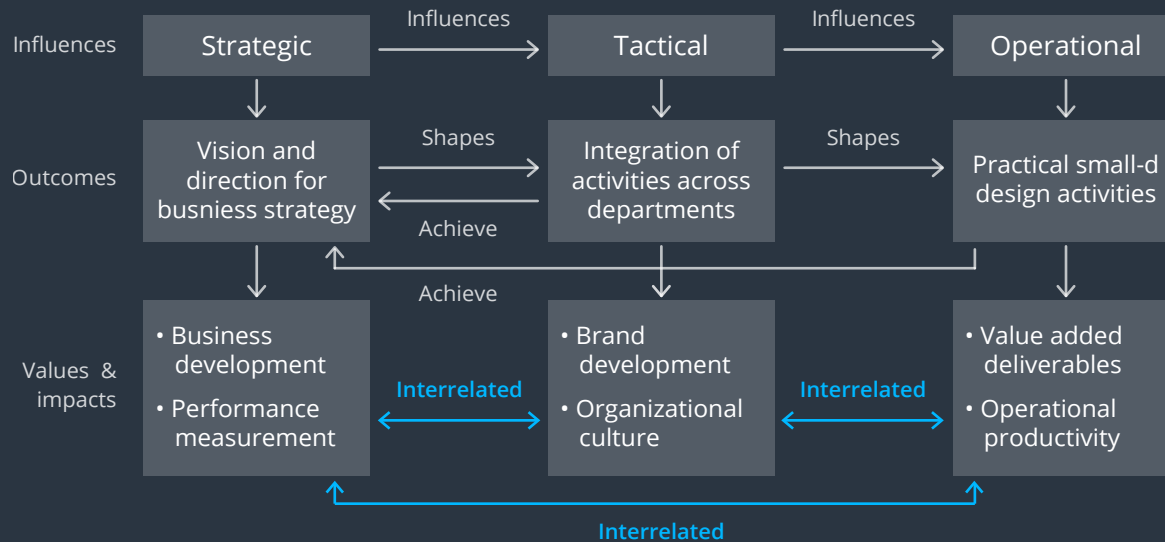 Influences
Influences
Influences
Strategic
Tactical
Operational
Outcomes
Vision and
direction for
busniess strategy
Shapes
Achieve
Integration of
activities across
departments
Shapes
Practical small-d
design activities
Achieve
Values & 
impacts
• Business
development
• Performance
measurement
Interrelated
• Brand
development
• Organizational
culture
Interrelated
• Value added
deliverables
• Operational
productivity
Interrelated